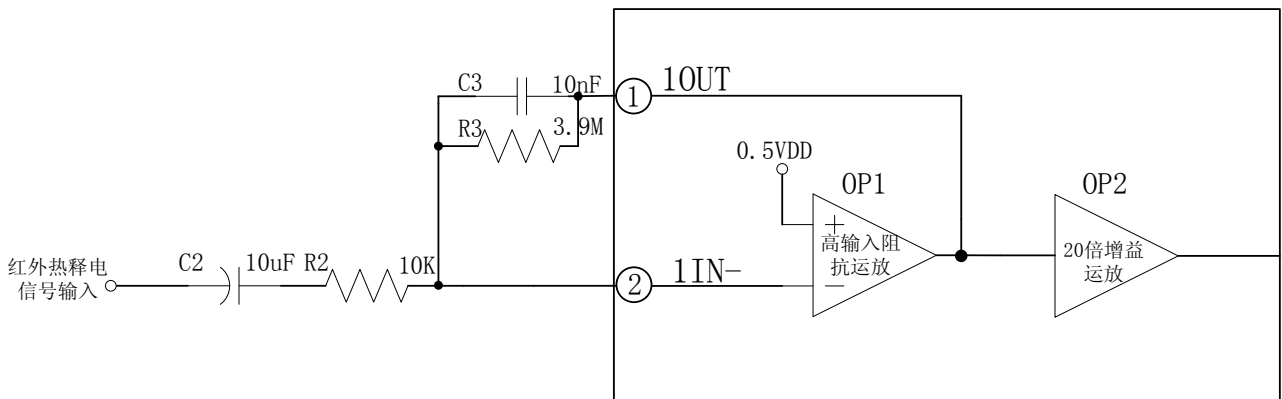 C3
10nF
① 1OUT
R3
3.9M
0.5VDD
OP1
OP2
+
高输入阻
抗运放
20倍增益
运放
红外热释电
信号输入
C2
10uF
R2
10K
② 1IN-
−